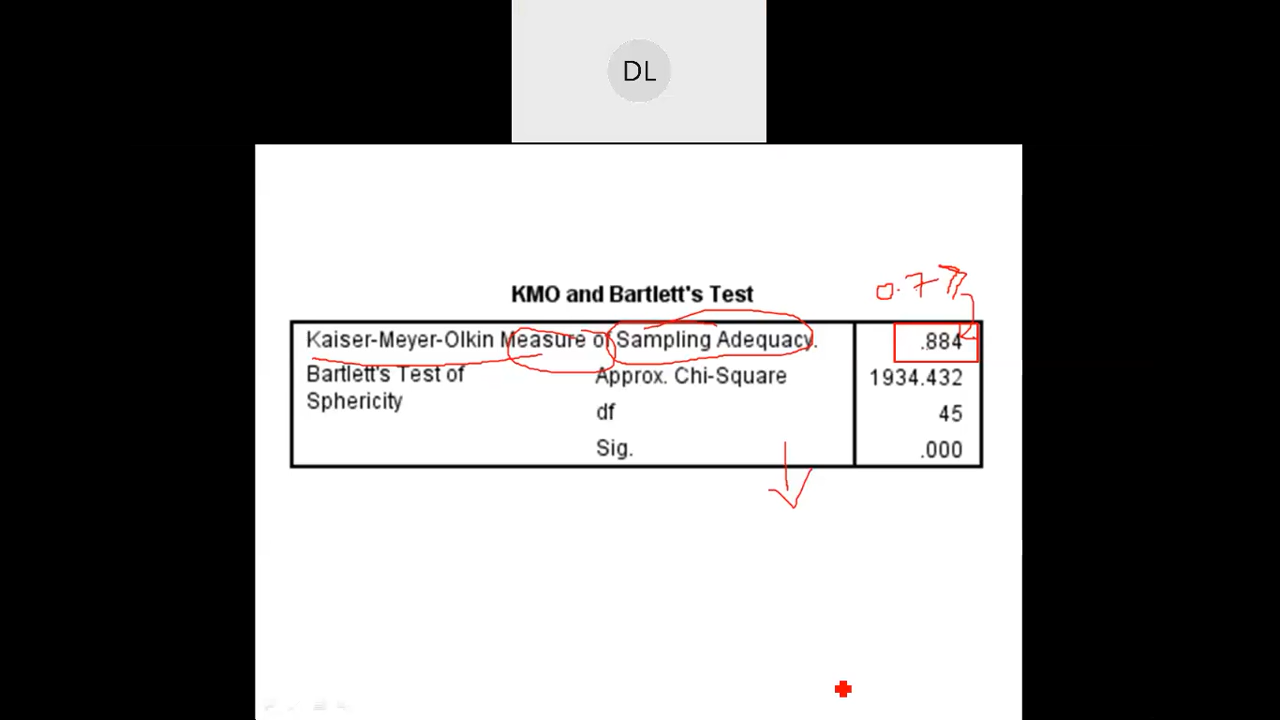 DL
KMO and Bartlett's Test
0.7
Kaiser-Meyer-Olkin Measure of Sampling Adequacy. .884
Bartlett's Test of Sphericity Approx. Chi-Square 1934.432
df 45
Sig. .000